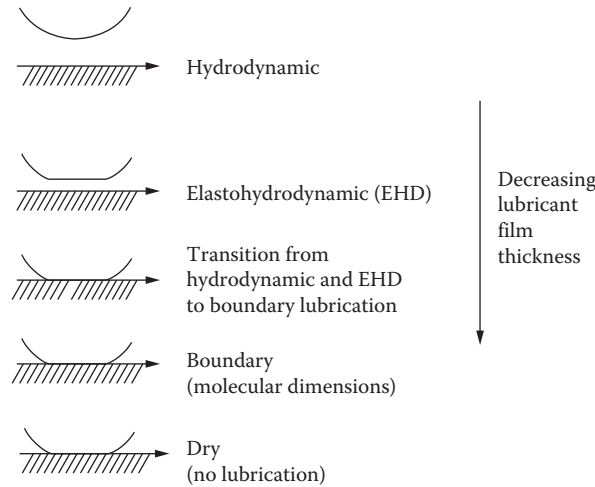 Hydrodynamic
Elastohydrodynamic (EHD)
Transition from
hydrodynamic and EHD
to boundary lubrication
Boundary
(molecular dimensions)
Dry
(no lubrication)
Decreasing
lubricant
film
thickness